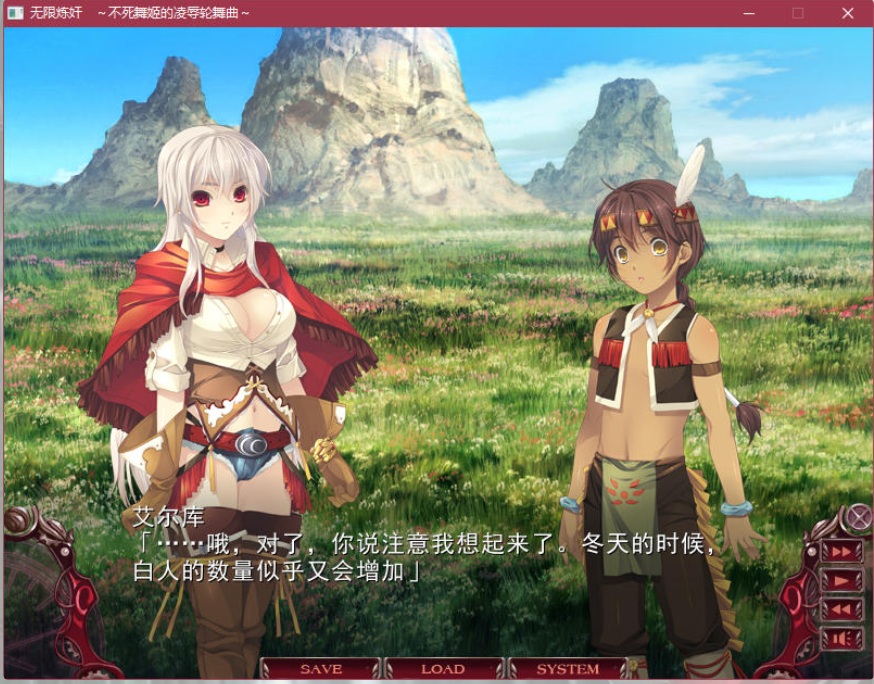 无限炼奸　~不死舞姬的凌辱轮舞曲~
艾尔库
「……哦，对了，你说注意我想起来了。冬天的时候，
白人的数量似乎又会增加」
SAVE LOAD SYSTEM